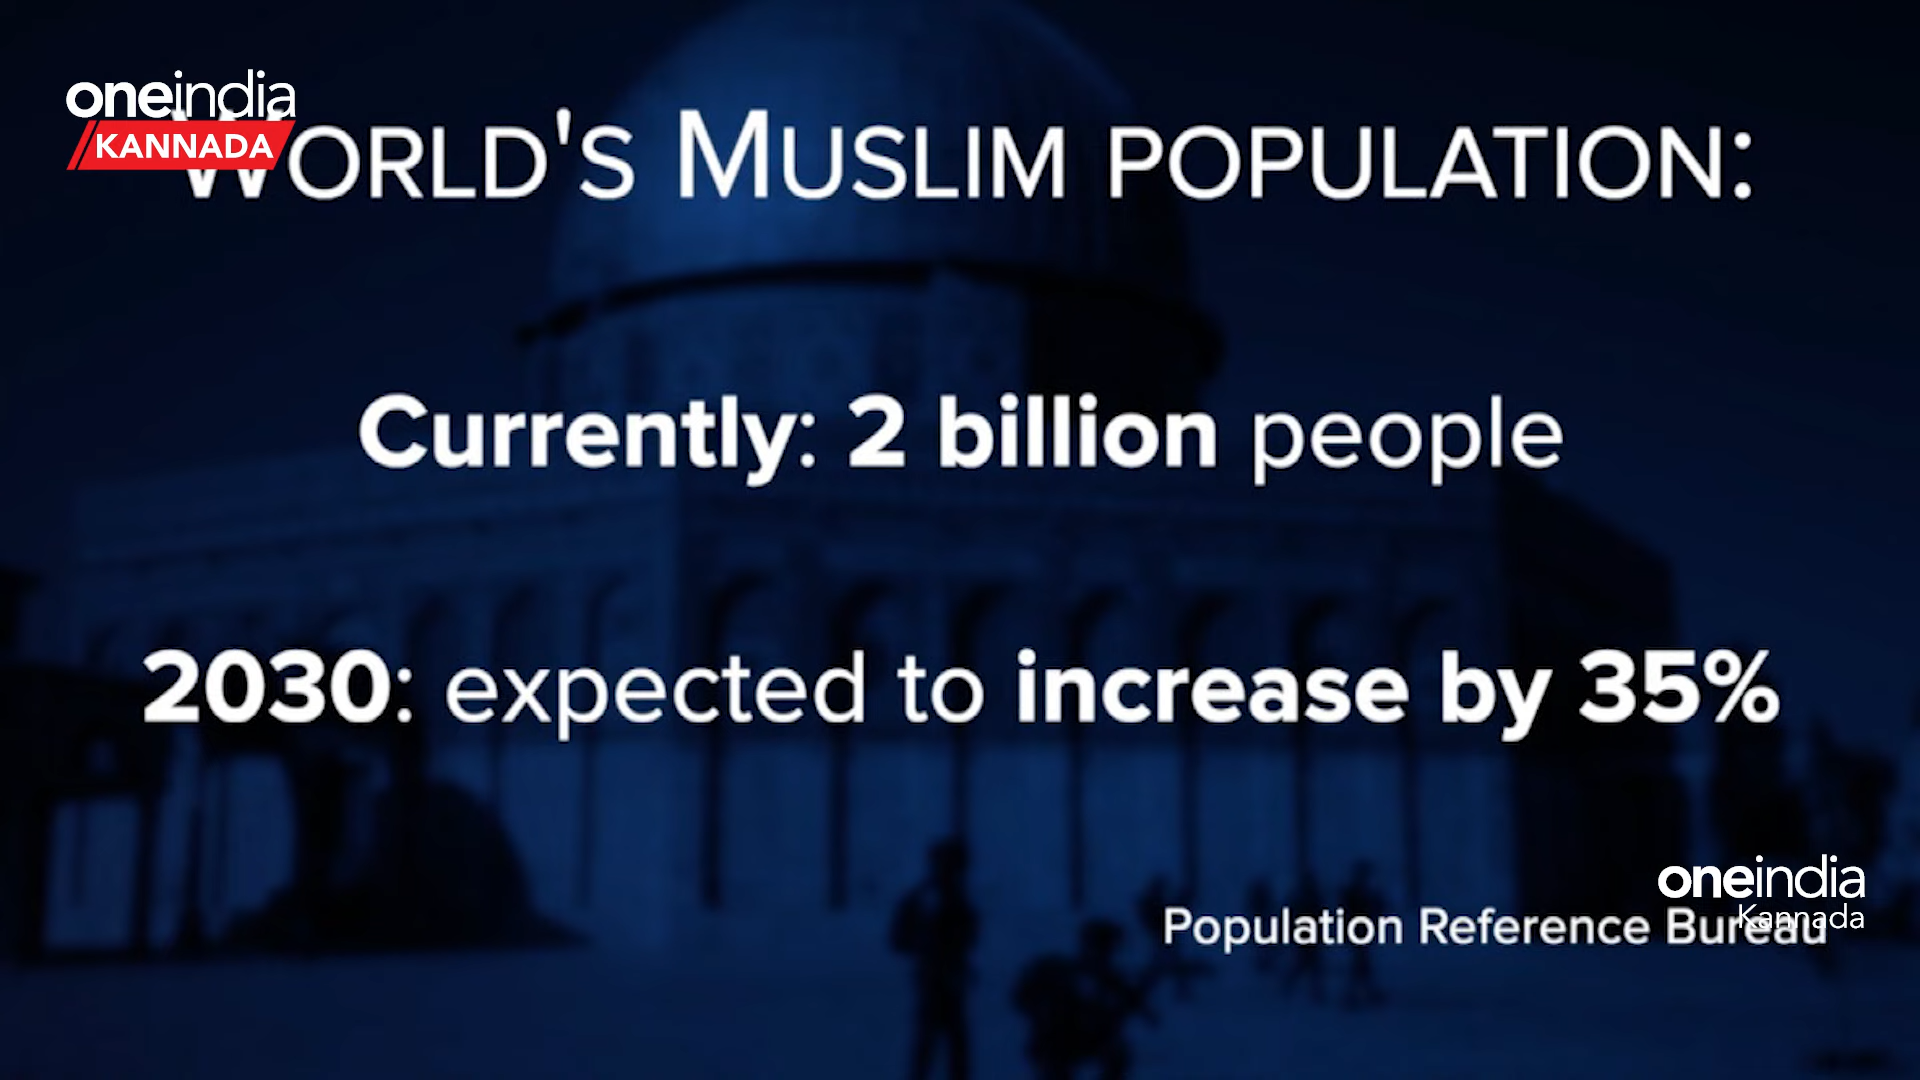 oneindia
KANNADA
WORLD'S MUSLIM POPULATION:
Currently: 2 billion people
2030: expected to increase by 35%
oneindia
Kannada
Population Reference Bureau